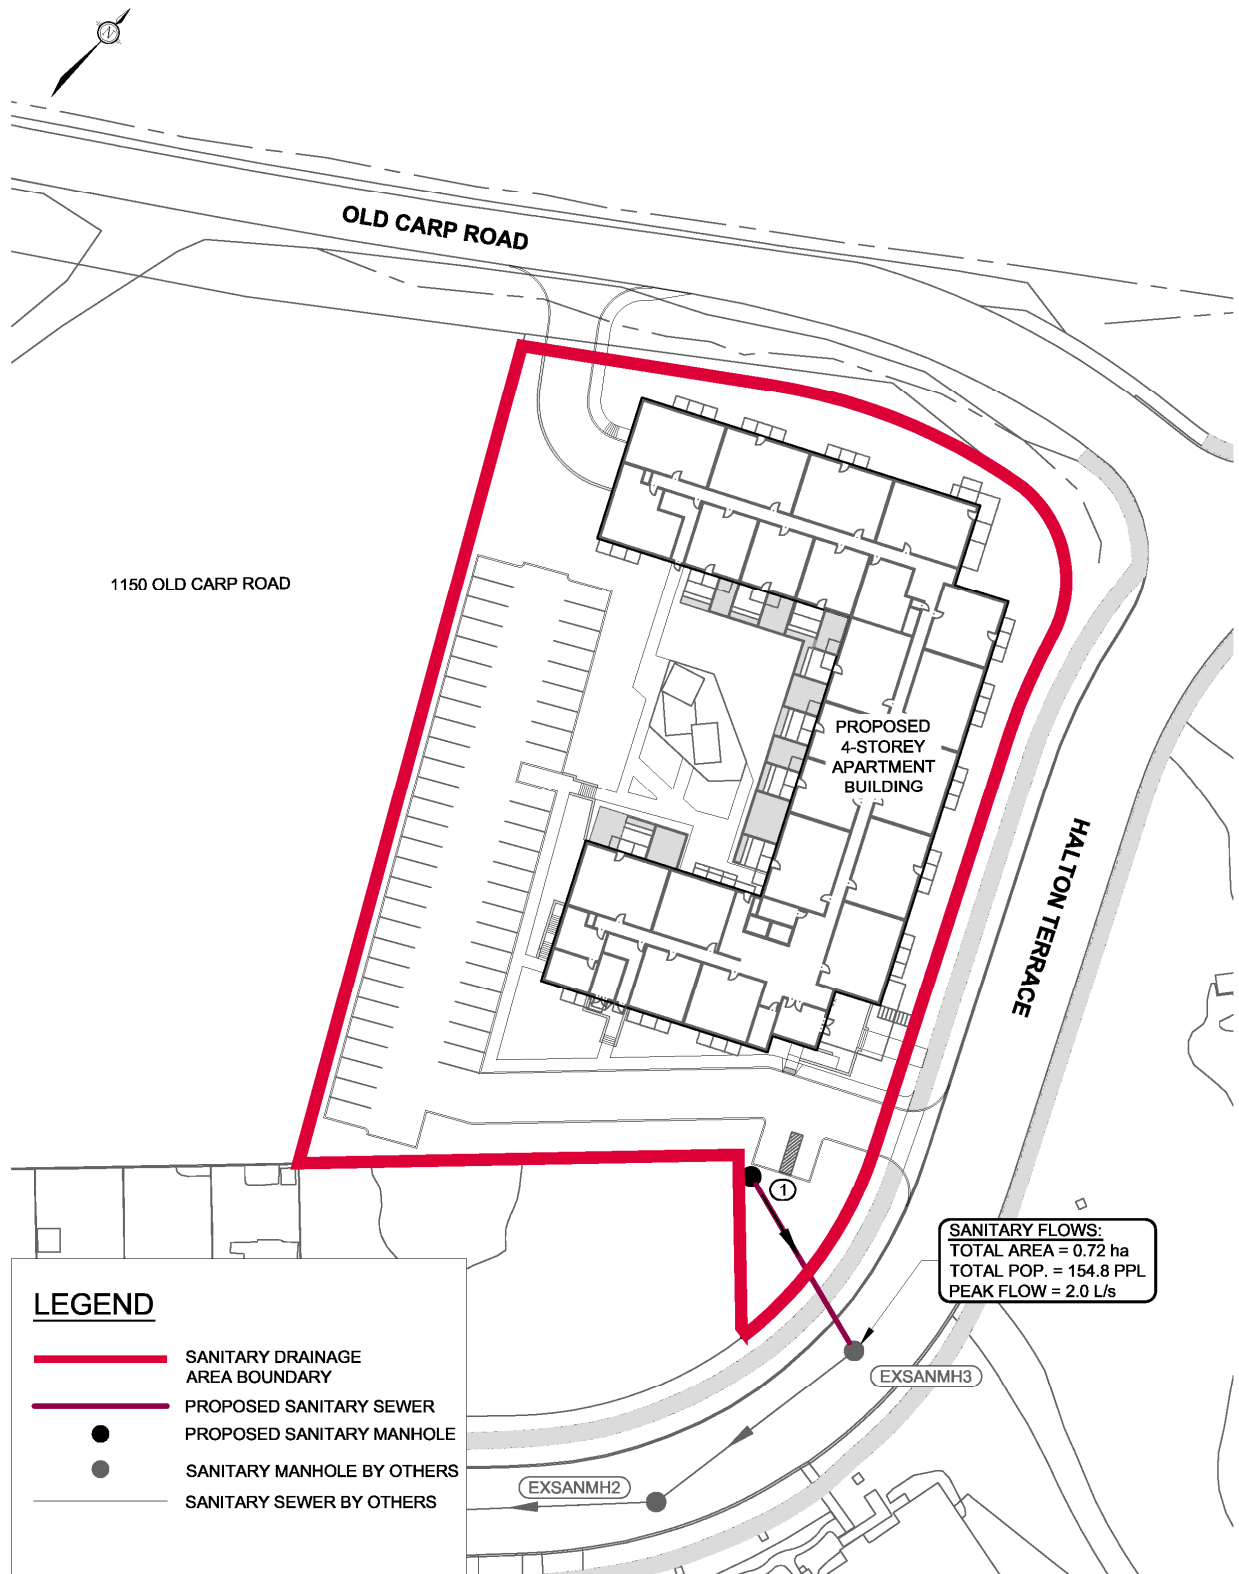 N
OLD CARP ROAD
1150 OLD CARP ROAD
PROPOSED
4-STOREY
APARTMENT
BUILDING
HALTON TERRACE
1
SANITARY FLOWS:
TOTAL AREA = 0.72 ha
TOTAL POP. = 154.8 PPL
PEAK FLOW = 2.0 L/s
EXSANMH3
EXSANMH2
LEGEND
SANITARY DRAINAGE
AREA BOUNDARY
PROPOSED SANITARY SEWER
PROPOSED SANITARY MANHOLE
SANITARY MANHOLE BY OTHERS
SANITARY SEWER BY OTHERS